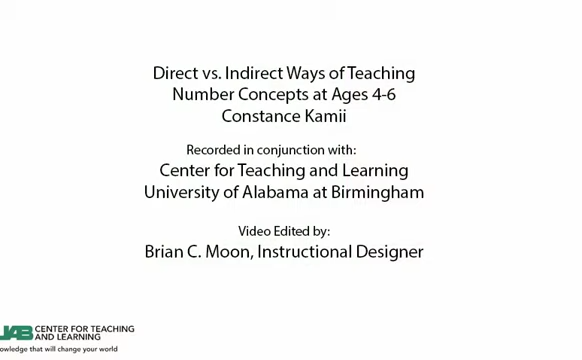 Direct vs. Indirect Ways of Teaching
Number Concepts at Ages 4-6
Constance Kamii
Recorded in conjunction with:
Center for Teaching and Learning
University of Alabama at Birmingham
Video Edited by:
Brian C. Moon, Instructional Designer
UAB CENTER FOR TEACHING
AND LEARNING
nowledge that will change your world